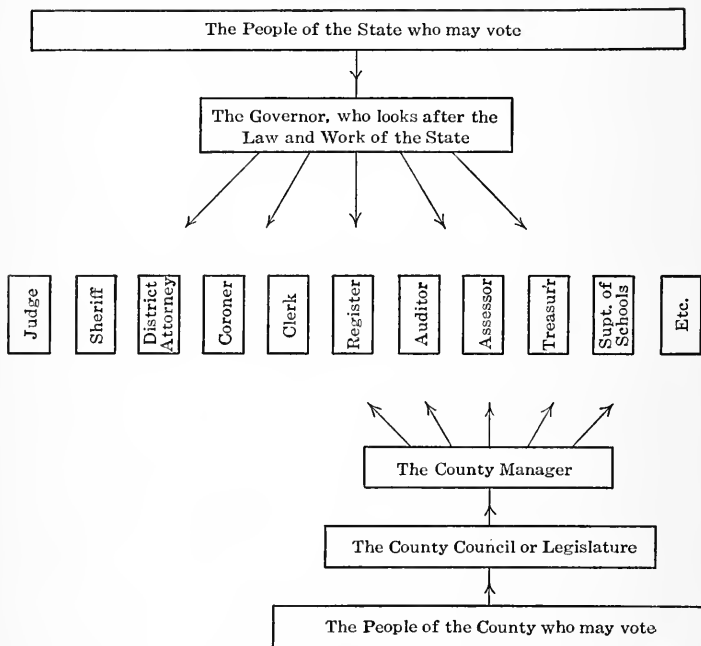 The People of the State who may vote
The Governor, who looks after the
Law and Work of the State
Judge
Sheriff
District
Attorney
Coroner
Clerk
Register
Auditor
Assessor
Treasur'r
Supt. of
Schools
Etc.
The County Manager
The County Council or Legislature
The People of the County who may vote